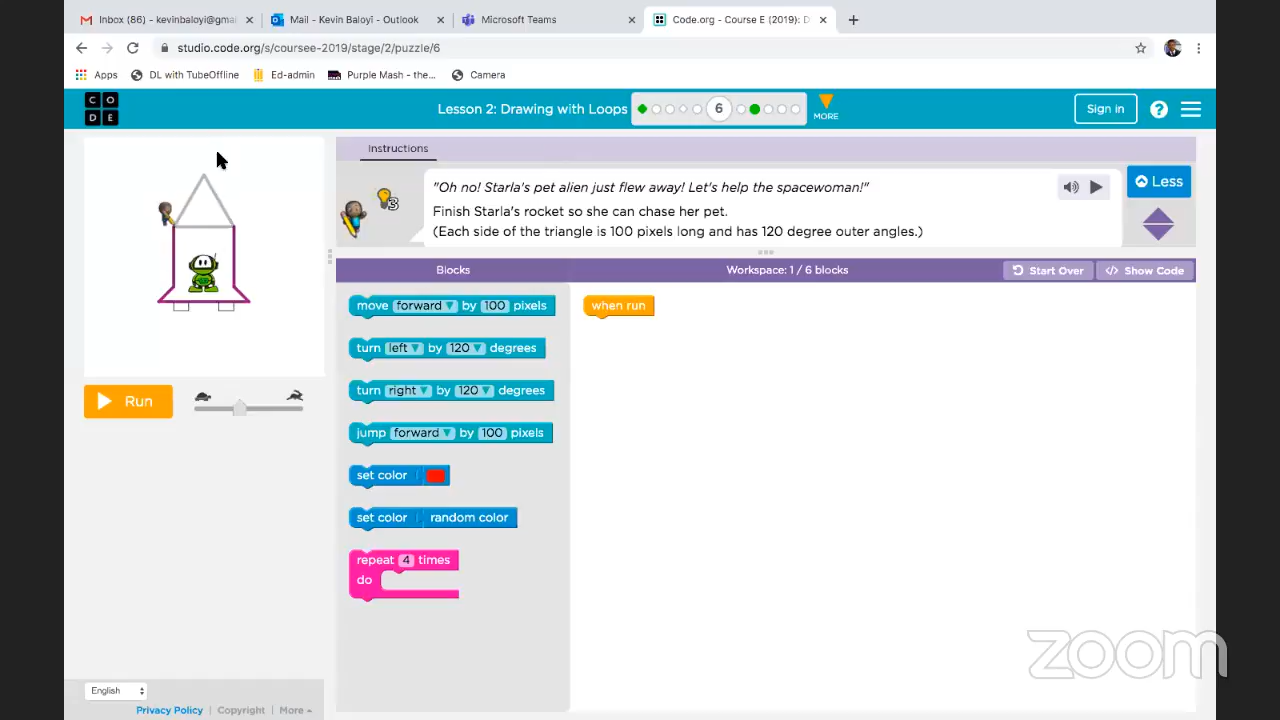 Inbox (86) - kevinbaloyi@gma
Mail - Kevin Baloyi - Outlook
Microsoft Teams
Code.org - Course E (2019): D
studio.code.org/s/coursee-2019/stage/2/puzzle/6
Apps
DL with TubeOffline
Ed-admin
Purple Mash - the...
Camera
C O D E
Lesson 2: Drawing with Loops
6
MORE
Sign in
?
Instructions
3
"Oh no! Starla's pet alien just flew away! Let's help the spacewoman!"
Finish Starla's rocket so she can chase her pet.
(Each side of the triangle is 100 pixels long and has 120 degree outer angles.)
Less
Blocks
Workspace: 1 / 6 blocks
Start Over
</> Show Code
move forward by 100 pixels
turn left by 120 degrees
turn right by 120 degrees
jump forward by 100 pixels
set color
set color random color
repeat 4 times
do
when run
Run
English
Privacy Policy | Copyright | More
zoom